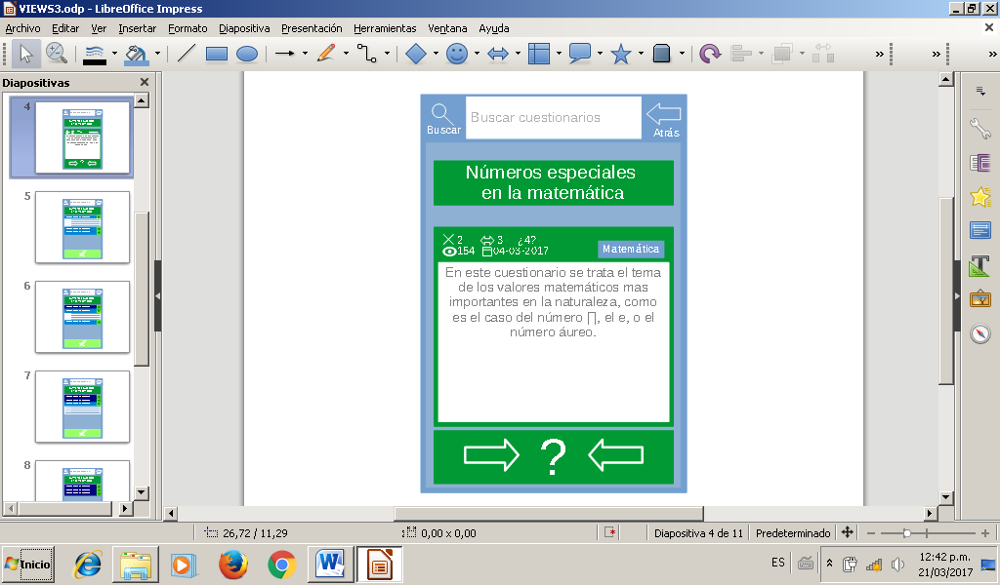 VIEWS3.odp - LibreOffice Impress
Archivo Editar Ver Insertar Formato Diapositiva Presentación Herramientas Ventana Ayuda
Diapositivas
4
5
6
7
8
Buscar
Buscar cuestionarios
Atrás
Números especiales
en la matemática
2 3 ¿4?
154 04-03-2017
Matemática
En este cuestionario se trata el tema
de los valores matemáticos mas
importantes en la naturaleza, como
es el caso del número ∏, el e, o el
número áureo.
?
26,72 / 11,29 0,00 x 0,00 Diapositiva 4 de 11 Predeterminado
Inicio
ES
12:42 p.m.
21/03/2017